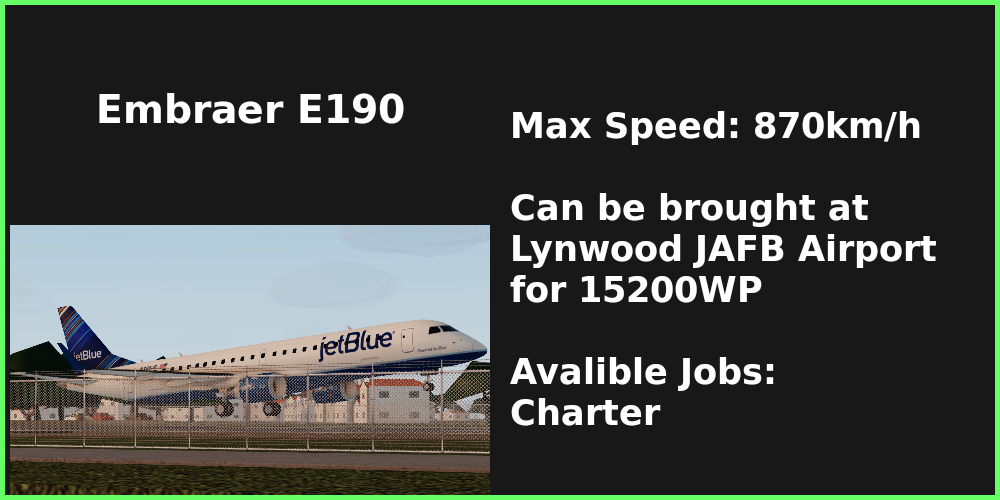 Embraer E190
Max Speed: 870km/h
Can be brought at
Lynwood JAFB Airport
for 15200WP
Avalible Jobs:
Charter
jetBlue
jetBlue